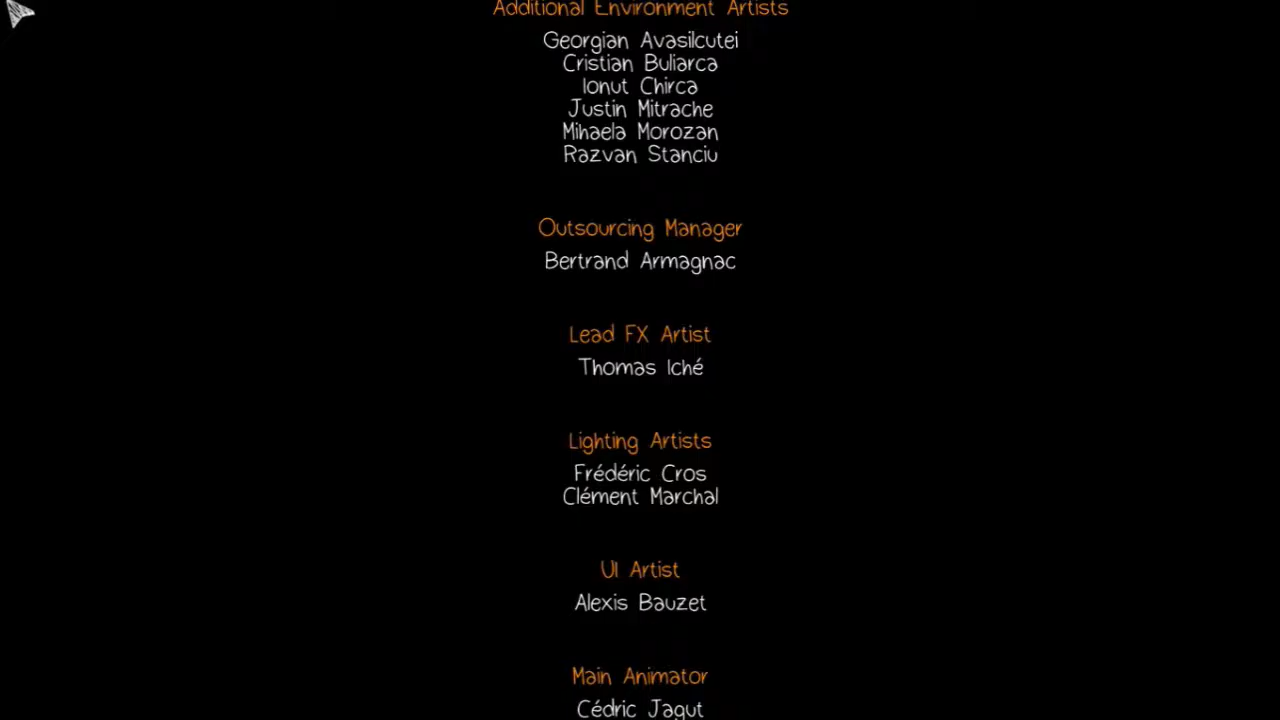 Additional Environment Artists
Georgian Avasilcutei
Cristian Buliarca
Ionut Chirca
Justin Mitrache
Mihaela Morozan
Razvan Stanciu
Outsourcing Manager
Bertrand Armagnac
Lead FX Artist
Thomas Iché
Lighting Artists
Frédéric Cros
Clément Marchal
UI Artist
Alexis Bauzet
Main Animator
Cédric Jagut